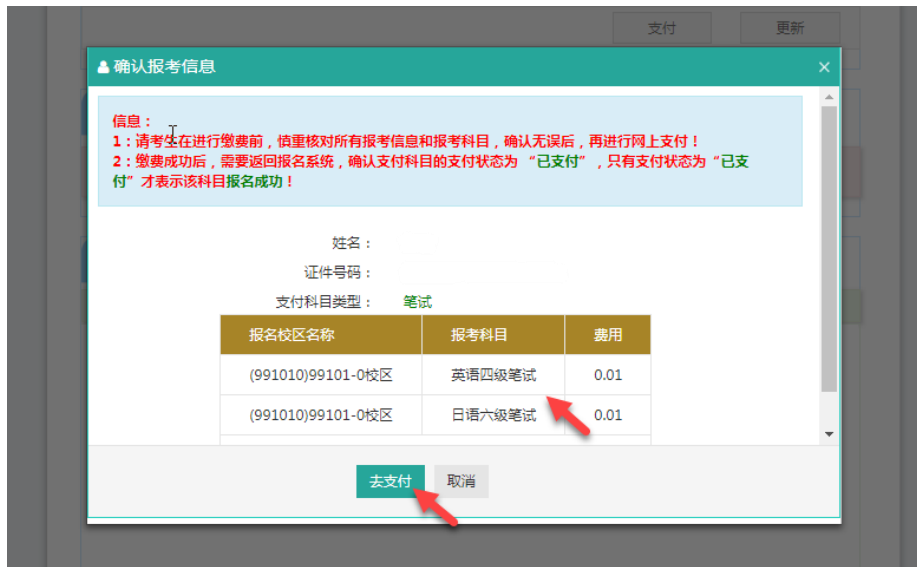 支付 更新
确认报考信息 ×
信息：
1：请考生在进行缴费前，慎重核对所有报考信息和报考科目，确认无误后，再进行网上支付！
2：缴费成功后，需要返回报名系统，确认支付科目的支付状态为 “已支付”，只有支付状态为“已支
付”才表示该科目报名成功！
姓名：
证件号码：
支付科目类型： 笔试
报名校区名称 报考科目 费用
(991010)99101-0校区 英语四级笔试 0.01
(991010)99101-0校区 日语六级笔试 0.01
去支付 取消